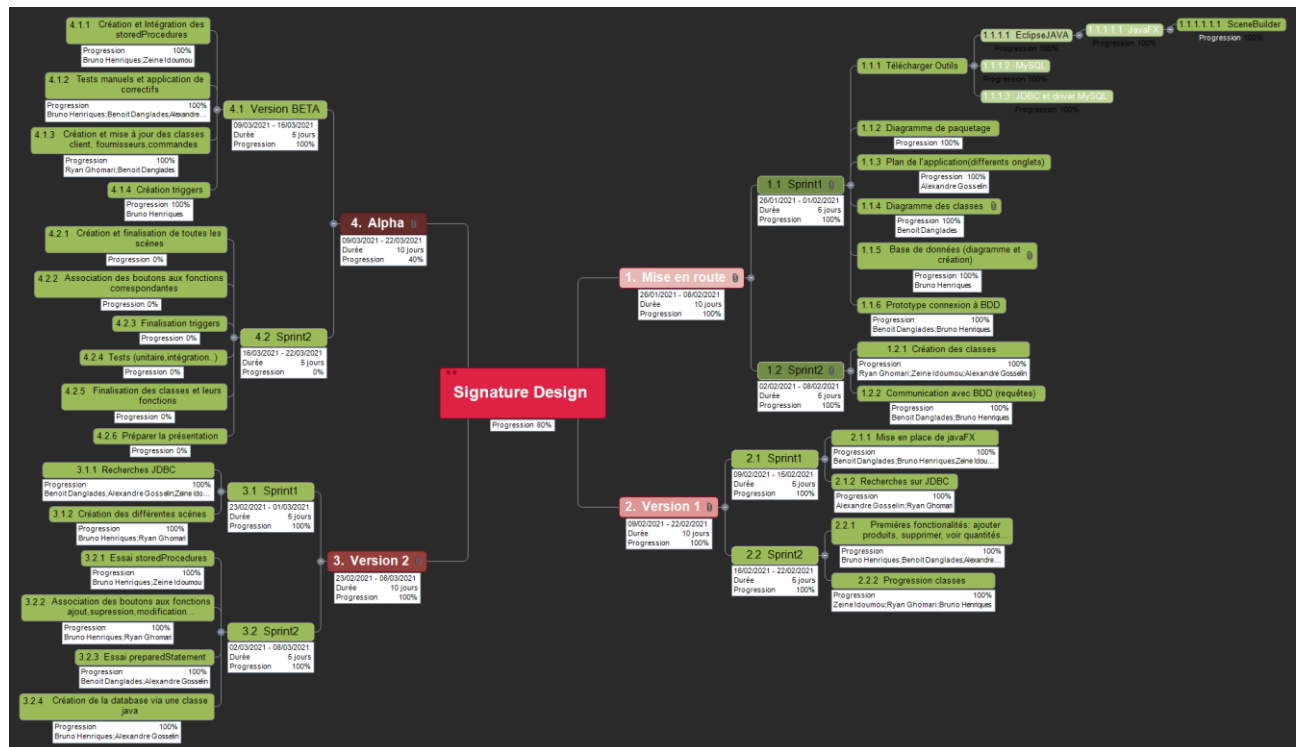 Signature Design
Progression 80%
1. Mise en route
26/01/2021 - 08/02/2021
Durée 10 jours
Progression 100%
1.1 Sprint1
26/01/2021 - 01/02/2021
Durée 5 jours
Progression 100%
1.1.1 Télécharger Outils
1.1.1.1 EclipseJAVA
Progression 100%
1.1.1.1.1 JavaFX
Progression 100%
1.1.1.1.1.1 SceneBuilder
Progression 100%
1.1.1.2 MySQL
Progression 100%
1.1.1.3 JDBC et driver MySQL
Progression 100%
1.1.2 Diagramme de paquetage
Progression 100%
1.1.3 Plan de l'application(differents onglets)
Progression 100%
Alexandre Gosselin
1.1.4 Diagramme des classes
Progression 100%
Benoit Danglades
1.1.5 Base de données (diagramme et
création)
Progression 100%
Bruno Henriques
1.1.6 Prototype connexion à BDD
Progression 100%
Benoit Danglades;Bruno Henriques
1.2 Sprint2
02/02/2021 - 08/02/2021
Durée 5 jours
Progression 100%
1.2.1 Création des classes
Progression 100%
Ryan Ghomari;Zeine Idoumou;Alexandre Gosselin
1.2.2 Communication avec BDD (requêtes)
Progression 100%
Benoit Danglades;Bruno Henriques
2. Version 1
09/02/2021 - 22/02/2021
Durée 10 jours
Progression 100%
2.1 Sprint1
09/02/2021 - 15/02/2021
Durée 5 jours
Progression 100%
2.1.1 Mise en place de javaFX
Progression 100%
Benoit Danglades;Bruno Henriques;Zeine Idou...
2.1.2 Recherches sur JDBC
Progression 100%
Alexandre Gosselin;Ryan Ghomari
2.2 Sprint2
16/02/2021 - 22/02/2021
Durée 5 jours
Progression 100%
2.2.1 Premières fonctionalités: ajouter
produits, supprimer, voir quantités...
Progression 100%
Bruno Henriques;Benoit Danglades;Alexandre...
2.2.2 Progression classes
Progression 100%
Zeine Idoumou;Ryan Ghomari;Bruno Henriques
3. Version 2
23/02/2021 - 08/03/2021
Durée 10 jours
Progression 100%
3.1 Sprint1
23/02/2021 - 01/03/2021
Durée 5 jours
Progression 100%
3.1.1 Recherches JDBC
Progression 100%
Benoit Danglades;Alexandre Gosselin;Zeine Ido...
3.1.2 Création des différentes scènes
Progression 100%
Bruno Henriques;Ryan Ghomari
3.2 Sprint2
02/03/2021 - 08/03/2021
Durée 5 jours
Progression 100%
3.2.1 Essai storedProcedures
Progression 100%
Bruno Henriques;Zeine Idoumou
3.2.2 Association des boutons aux fonctions
ajout,supression,modification...
Progression 100%
Bruno Henriques;Ryan Ghomari
3.2.3 Essai preparedStatement
Progression 100%
Benoit Danglades;Alexandre Gosselin
3.2.4 Création de la database via une classe
java
Progression 100%
Bruno Henriques;Alexandre Gosselin
4. Alpha
09/03/2021 - 22/03/2021
Durée 10 jours
Progression 40%
4.1 Version BETA
09/03/2021 - 15/03/2021
Durée 5 jours
Progression 100%
4.1.1 Création et Intégration des
storedProcedures
Progression 100%
Bruno Henriques;Zeine Idoumou
4.1.2 Tests manuels et application de
correctifs
Progression 100%
Bruno Henriques;Benoit Danglades;Alexandre...
4.1.3 Création et mise à jour des classes
client, fournisseurs,commandes
Progression 100%
Ryan Ghomari;Benoit Danglades
4.1.4 Création triggers
Progression 100%
Bruno Henriques
4.2 Sprint2
16/03/2021 - 22/03/2021
Durée 5 jours
Progression 0%
4.2.1 Création et finalisation de toutes les
scènes
Progression 0%
4.2.2 Association des boutons aux fonctions
correspondantes
Progression 0%
4.2.3 Finalisation triggers
Progression 0%
4.2.4 Tests (unitaire,intégration..)
Progression 0%
4.2.5 Finalisation des classes et leurs
fonctions
Progression 0%
4.2.6 Préparer la présentation
Progression 0%